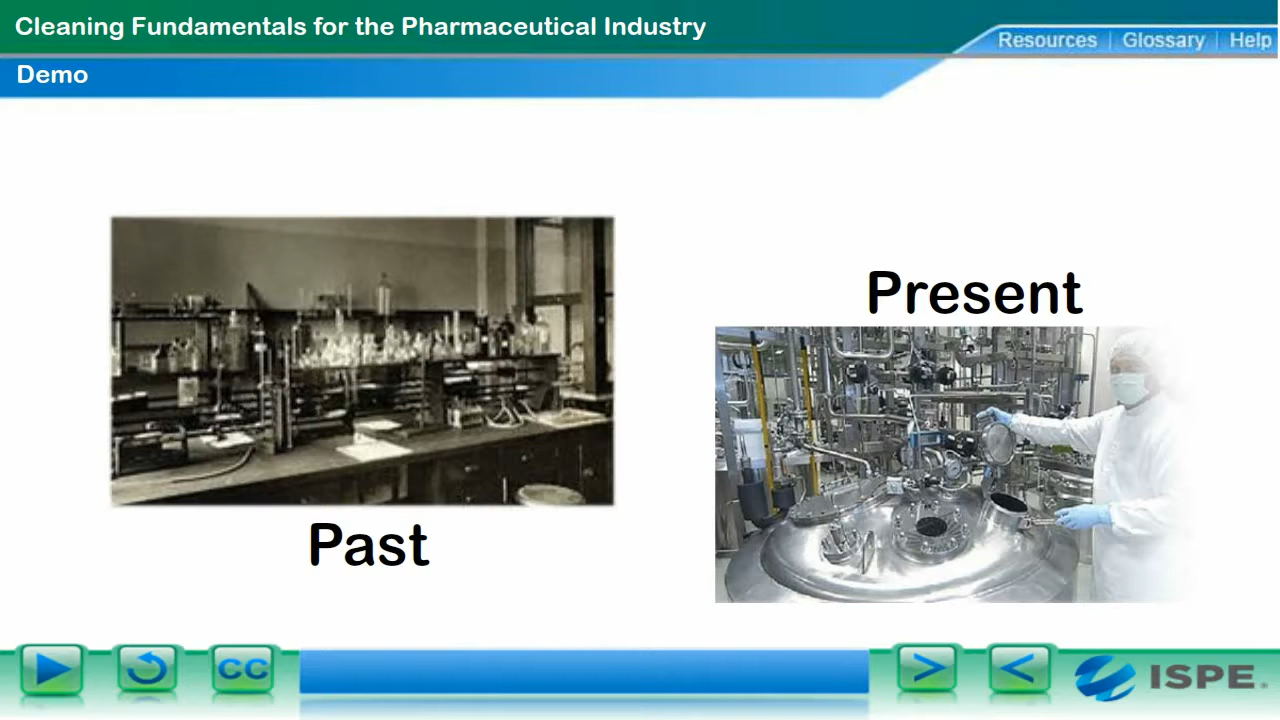 Cleaning Fundamentals for the Pharmaceutical Industry
Resources | Glossary | Help
Demo
Present
Past
CC
ISPE®